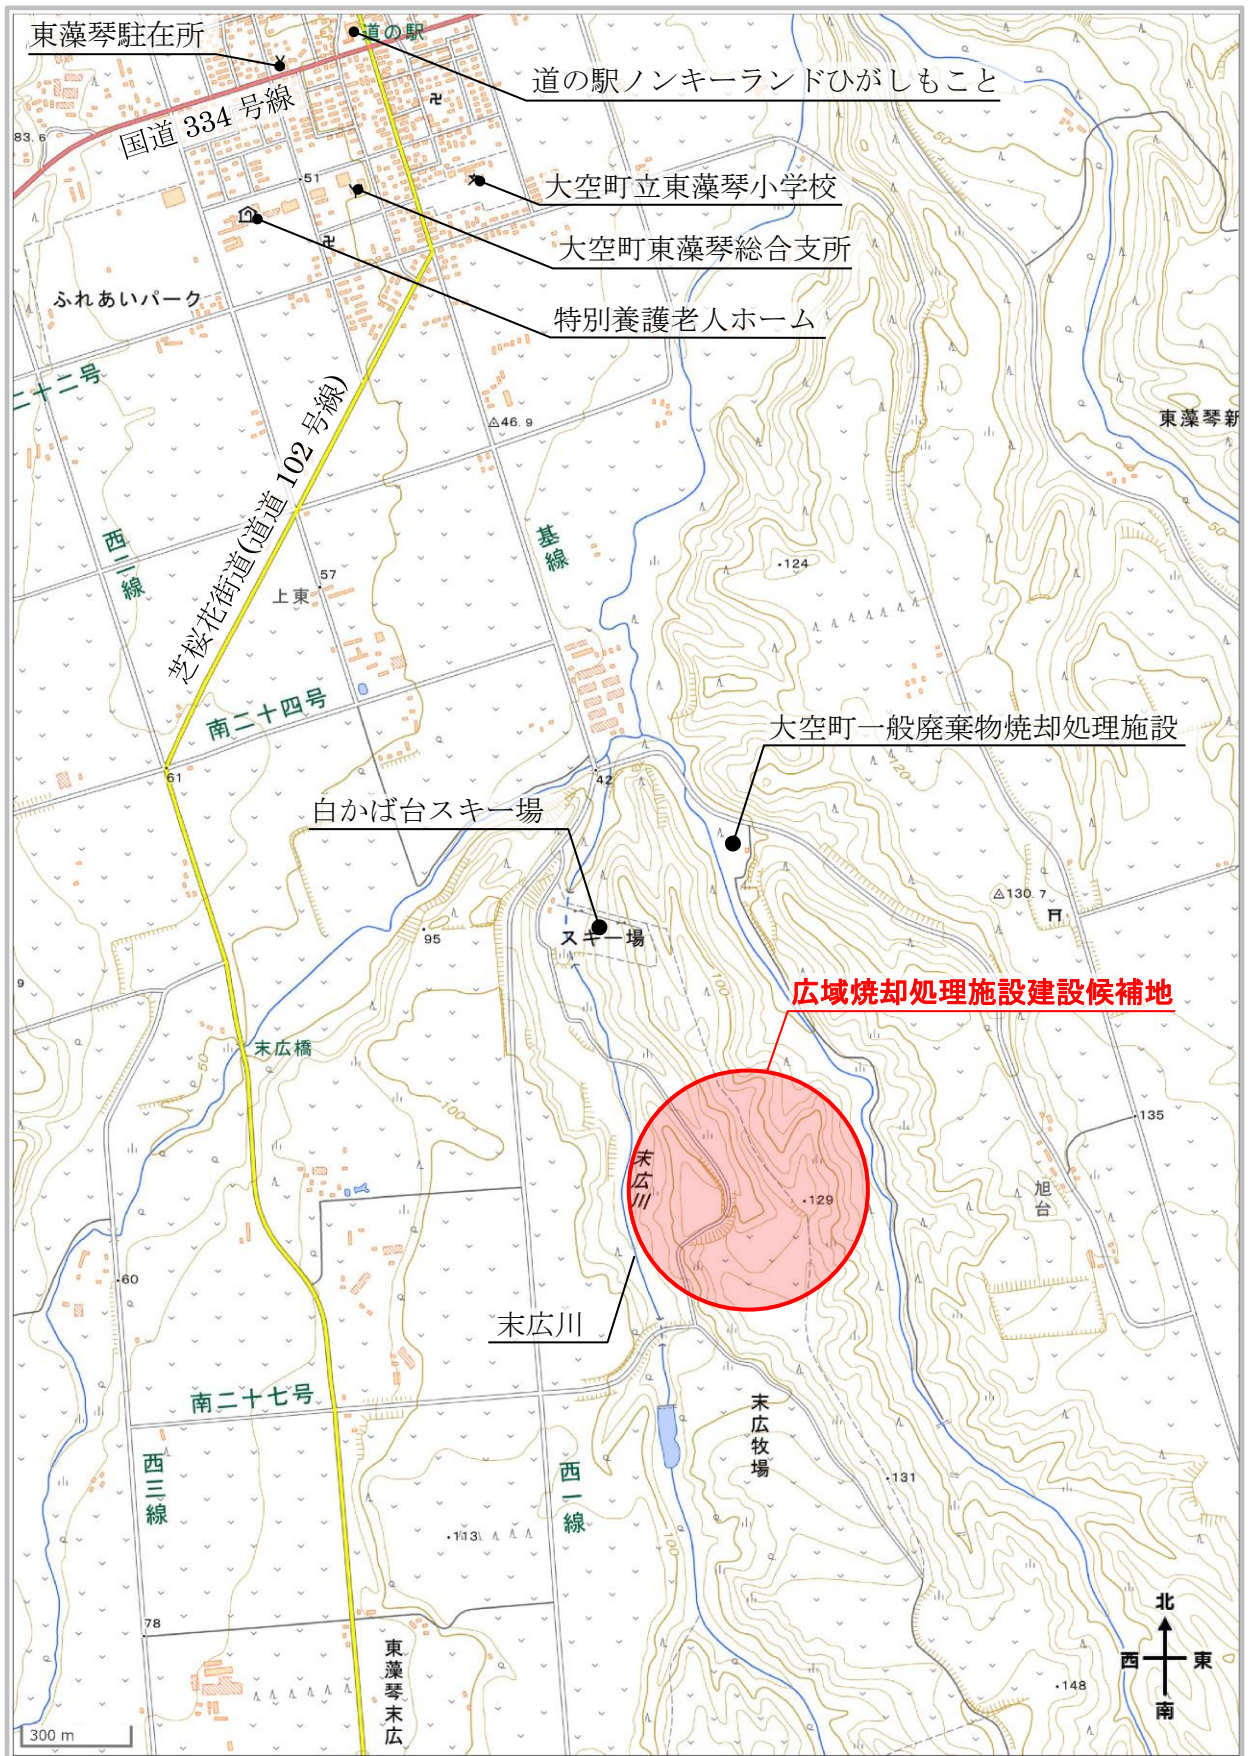 東藻琴駐在所
道の駅
道の駅ノンキーランドひがしもこと
国道 334 号線
83.6
51
大空町立東藻琴小学校
大空町東藻琴総合支所
ふれあいパーク
特別養護老人ホーム
二十二号
芝桜花街道(道道 102 号線)
46.9
東藻琴新
50
50
西二線
基線
124
57
上東
南二十四号
大空町一般廃棄物焼却処理施設
120
61
42
白かば台スキー場
130.7
95
スキー場
100
9
広域焼却処理施設建設候補地
末広橋
50
100
135
末広川
129
旭台
60
末広川
南二十七号
末広牧場
西三線
西一線
131
113
100
78
東藻琴末広
148
北
西
東
南
300 m